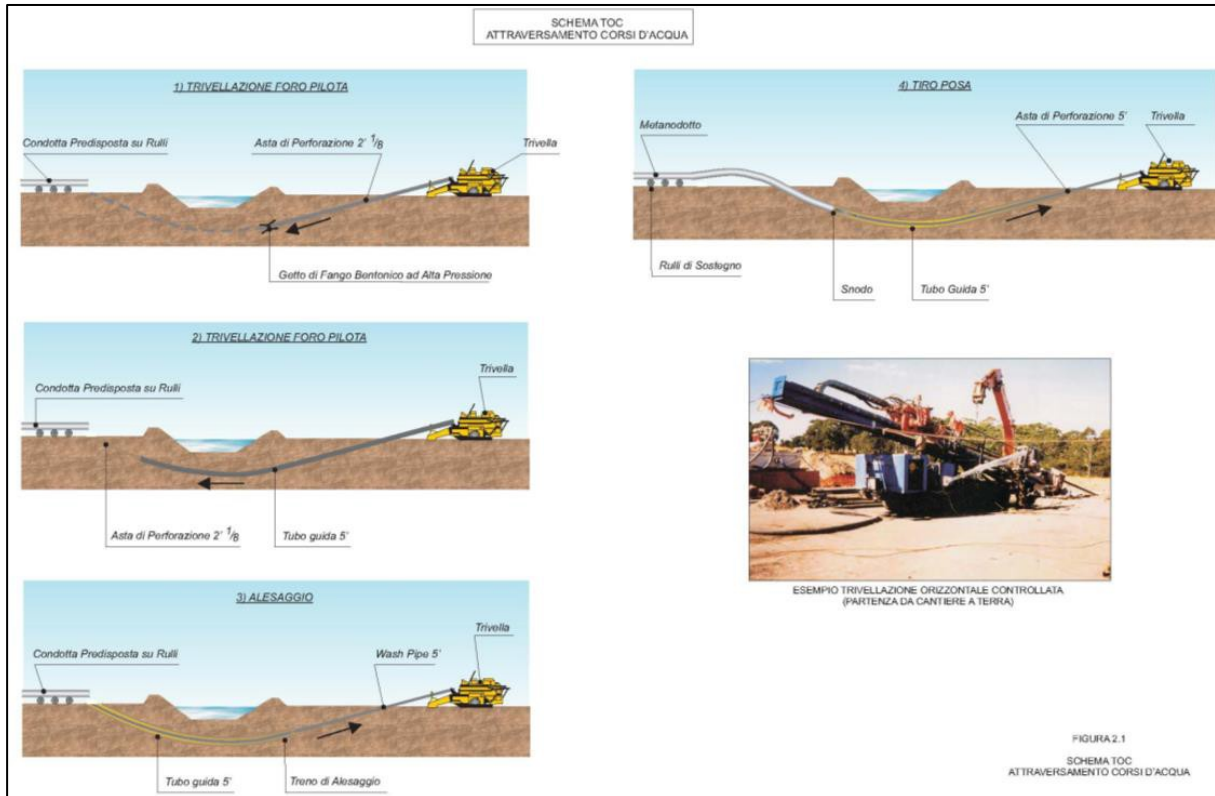 SCHEMA TOC
ATTRAVERSAMENTO CORSI D'ACQUA
1) TRIVELLAZIONE FORO PILOTA
Condotta Predisposta su Rulli
Asta di Perforazione 2' 1/8
Trivella
Getto di Fango Bentonico ad Alta Pressione
2) TRIVELLAZIONE FORO PILOTA
Condotta Predisposta su Rulli
Trivella
Asta di Perforazione 2' 1/8
Tubo guida 5'
3) ALESAGGIO
Condotta Predisposta su Rulli
Wash Pipe 5'
Trivella
Tubo guida 5'
Treno di Alesaggio
4) TIRO POSA
Metanodotto
Asta di Perforazione 5'
Trivella
Rulli di Sostegno
Snodo
Tubo Guida 5'
ESEMPIO TRIVELLAZIONE ORIZZONTALE CONTROLLATA
(PARTENZA DA CANTIERE A TERRA)
FIGURA 2.1
SCHEMA TOC
ATTRAVERSAMENTO CORSI D'ACQUA